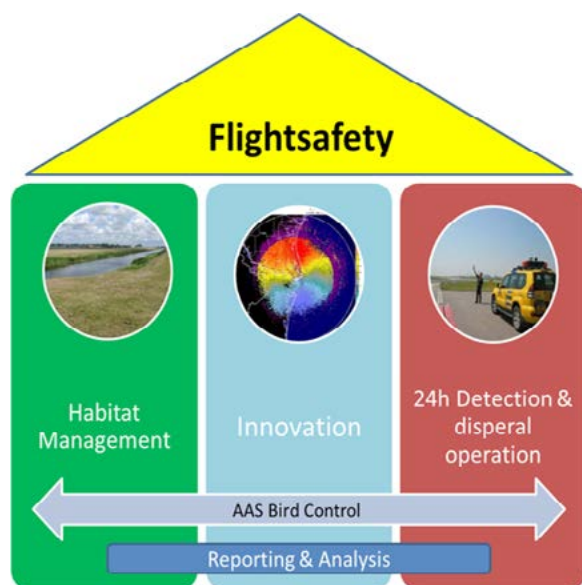 Flightsafety
Habitat
Management
Innovation
24h Detection &
disperal
operation
AAS Bird Control
Reporting & Analysis